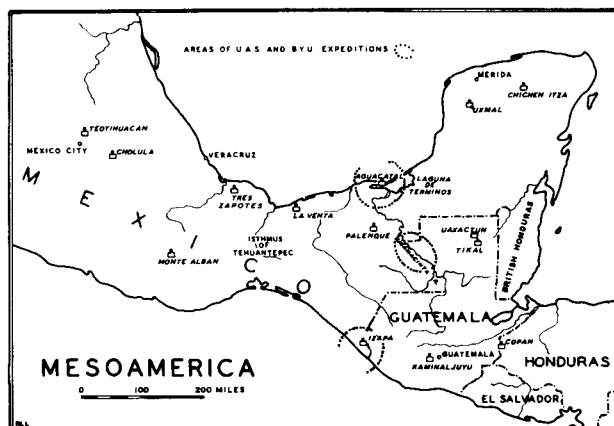 AREAS OF U.A.S. AND B.Y.U. EXPEDITIONS
MERIDA
CHICHEN ITZA
UXMAL
TEOTIHUACAN
MEXICO CITY
CHOLULA
VERACRUZ
AGUACATAL
LAGUNA
DE
TERMINOS
TRES
ZAPOTES
LA VENTA
M E X I C O
PALENQUE
UAXACTUN
TIKAL
BRITISH HONDURAS
ISTHMUS
OF
TEHUANTEPEC
MONTE ALBAN
GUATEMALA
IZAPA
COPAN
GUATEMALA
KAMINALJUYU
HONDURAS
EL SALVADOR
MESOAMERICA
0 100 200 MILES